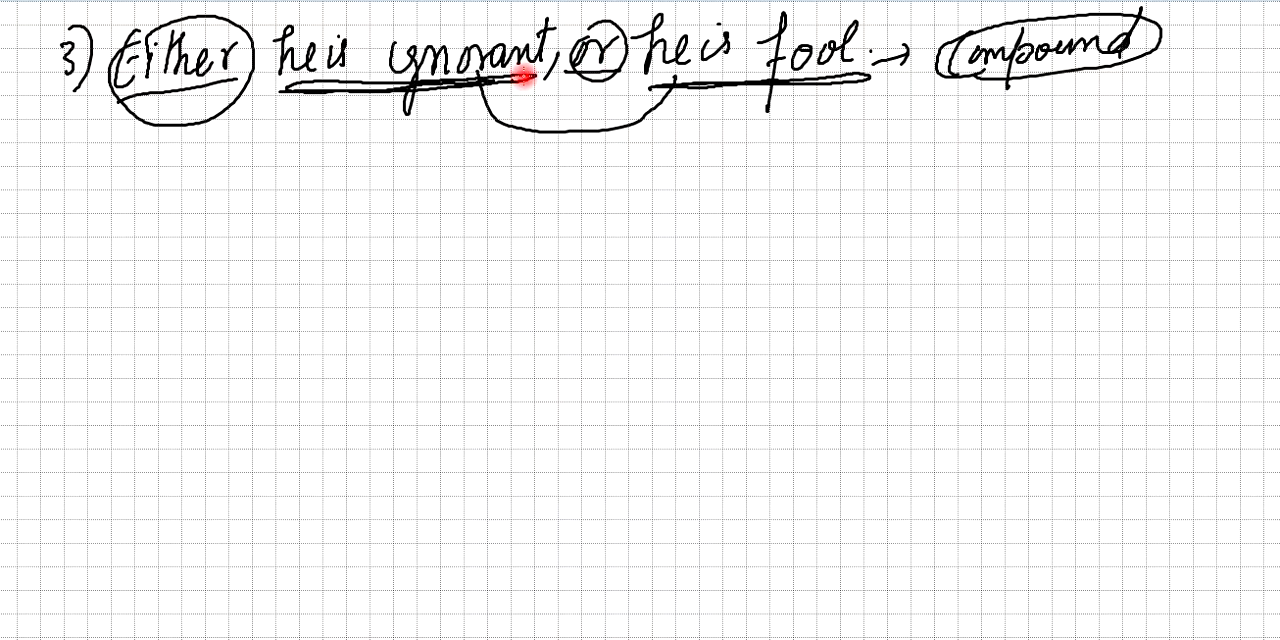 3) Either he is ignorant, or he is fool. → Compound